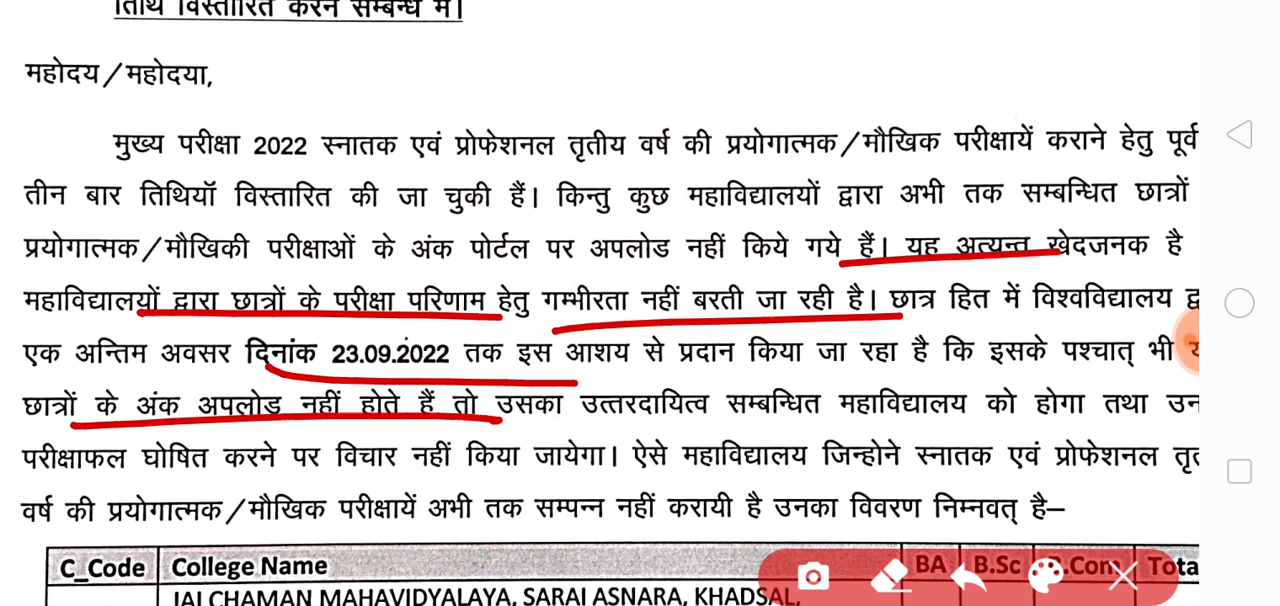 तिथि विस्तारित करने सम्बन्ध में।
महोदय/महोदया,
मुख्य परीक्षा 2022 स्नातक एवं प्रोफेशनल तृतीय वर्ष की प्रयोगात्मक/मौखिक परीक्षायें कराने हेतु पूर्व
तीन बार तिथियॉ विस्तारित की जा चुकी हैं। किन्तु कुछ महाविद्यालयों द्वारा अभी तक सम्बन्धित छात्रों
प्रयोगात्मक/मौखिकी परीक्षाओं के अंक पोर्टल पर अपलोड नहीं किये गये हैं। यह अत्यन्त खेदजनक है
महाविद्यालयों द्वारा छात्रों के परीक्षा परिणाम हेतु गम्भीरता नहीं बरती जा रही है। छात्र हित में विश्वविद्यालय
एक अन्तिम अवसर दिनांक 23.09.2022 तक इस आशय से प्रदान किया जा रहा है कि इसके पश्चात् भी
छात्रों के अंक अपलोड नहीं होते हैं तो उसका उत्तरदायित्व सम्बन्धित महाविद्यालय को होगा तथा उन
परीक्षाफल घोषित करने पर विचार नहीं किया जायेगा। ऐसे महाविद्यालय जिन्होने स्नातक एवं प्रोफेशनल
वर्ष की प्रयोगात्मक/मौखिक परीक्षायें अभी तक सम्पन्न नहीं करायी है उनका विवरण निम्नवत् है–
C_Code College Name BA B.Sc B.Com Tota
JAI CHAMAN MAHAVIDYALAYA, SARAI ASNARA, KHADSAL,